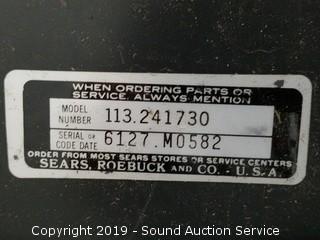 WHEN ORDERING PARTS OR
SERVICE, ALWAYS MENTION
MODEL
NUMBER 113.241730
SERIAL OR
CODE DATE 6127.M0582
ORDER FROM MOST SEARS STORES OR SERVICE CENTERS
SEARS, ROEBUCK AND CO. - U.S.A.
Copyright 2019 - Sound Auction Service